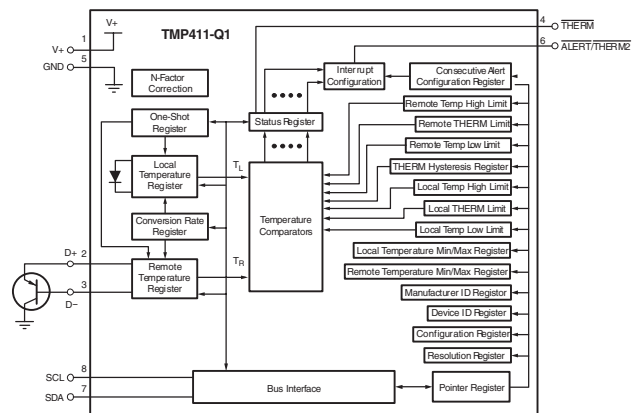 TMP411-Q1
V+
1
V+
5
GND
4
THERM
6
ALERT/THERM2
N-Factor
Correction
Interrupt
Configuration
Consecutive Alert
Configuration Register
One-Shot
Register
Status Register
Remote Temp High Limit
Remote THERM Limit
Remote Temp Low Limit
THERM Hysteresis Register
Local Temp High Limit
Local THERM Limit
Local Temp Low Limit
Local Temperature Min/Max Register
Remote Temperature Min/Max Register
Manufacturer ID Registor
Device ID Register
Configuration Register
Resolution Register
Local
Temperature
Register
TL
Temperature
Comparators
Conversion Rate
Register
D+
2
Remote
Temperature
Register
TR
3
D−
8
SCL
7
SDA
Bus Interface
Pointer Register